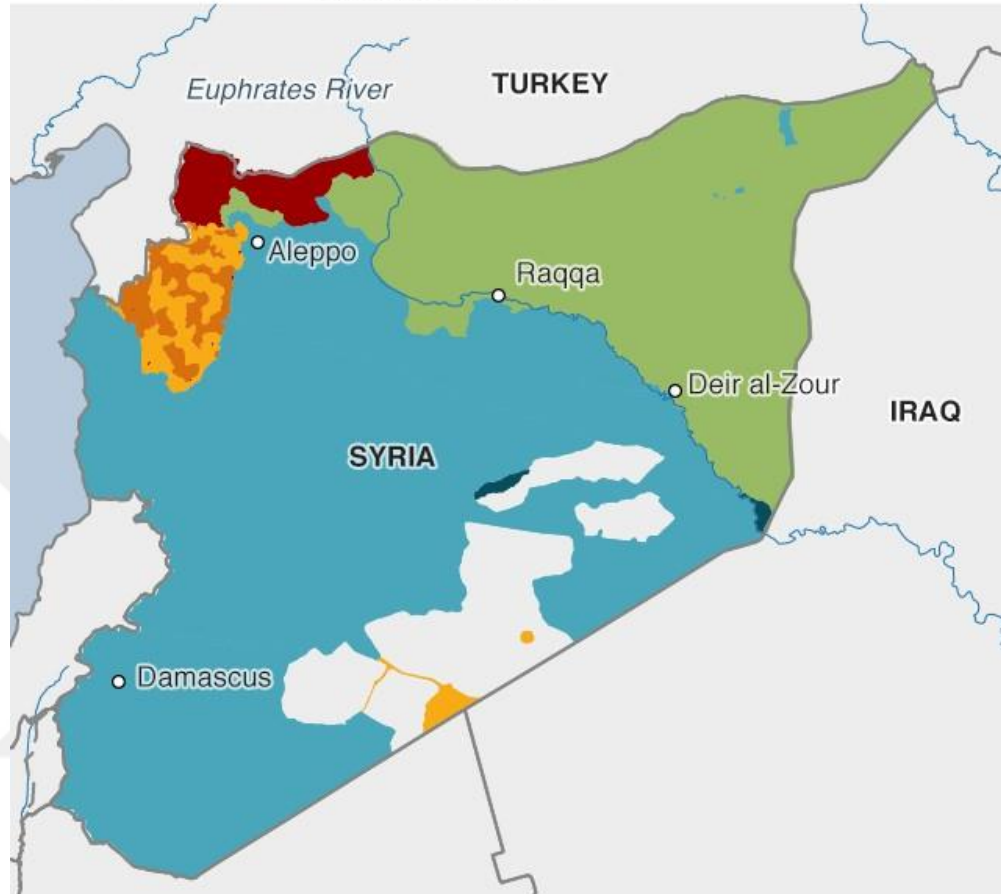 TURKEY
Euphrates River
Aleppo
Raqqa
Deir al-Zour
IRAQ
SYRIA
Damascus